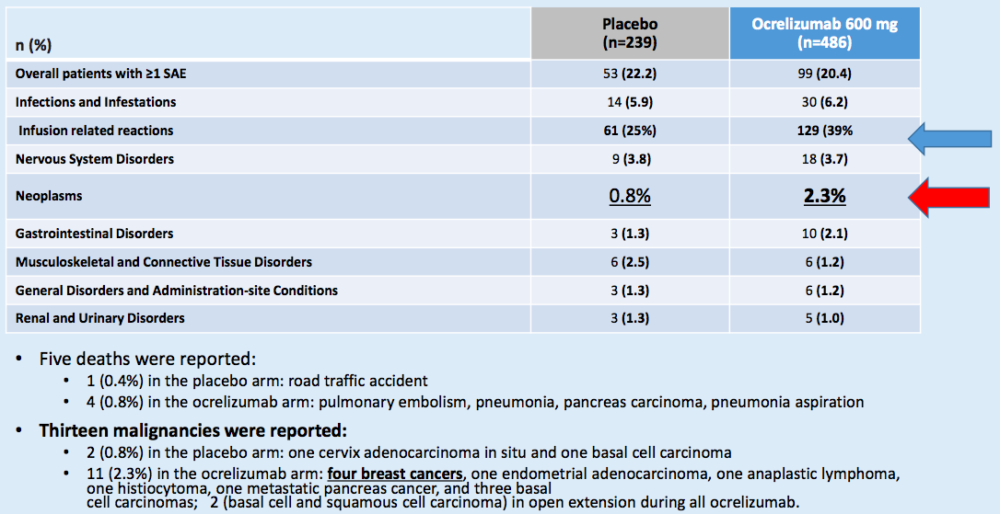 n (%) Placebo (n=239) Ocrelizumab 600 mg (n=486)
Overall patients with ≥1 SAE 53 (22.2) 99 (20.4)
Infections and Infestations 14 (5.9) 30 (6.2)
Infusion related reactions 61 (25%) 129 (39%
Nervous System Disorders 9 (3.8) 18 (3.7)
Neoplasms 0.8% 2.3%
Gastrointestinal Disorders 3 (1.3) 10 (2.1)
Musculoskeletal and Connective Tissue Disorders 6 (2.5) 6 (1.2)
General Disorders and Administration-site Conditions 3 (1.3) 6 (1.2)
Renal and Urinary Disorders 3 (1.3) 5 (1.0)
• Five deaths were reported:
• 1 (0.4%) in the placebo arm: road traffic accident
• 4 (0.8%) in the ocrelizumab arm: pulmonary embolism, pneumonia, pancreas carcinoma, pneumonia aspiration
• Thirteen malignancies were reported:
• 2 (0.8%) in the placebo arm: one cervix adenocarcinoma in situ and one basal cell carcinoma
• 11 (2.3%) in the ocrelizumab arm: four breast cancers, one endometrial adenocarcinoma, one anaplastic lymphoma,
one histiocytoma, one metastatic pancreas cancer, and three basal
cell carcinomas; 2 (basal cell and squamous cell carcinoma) in open extension during all ocrelizumab.